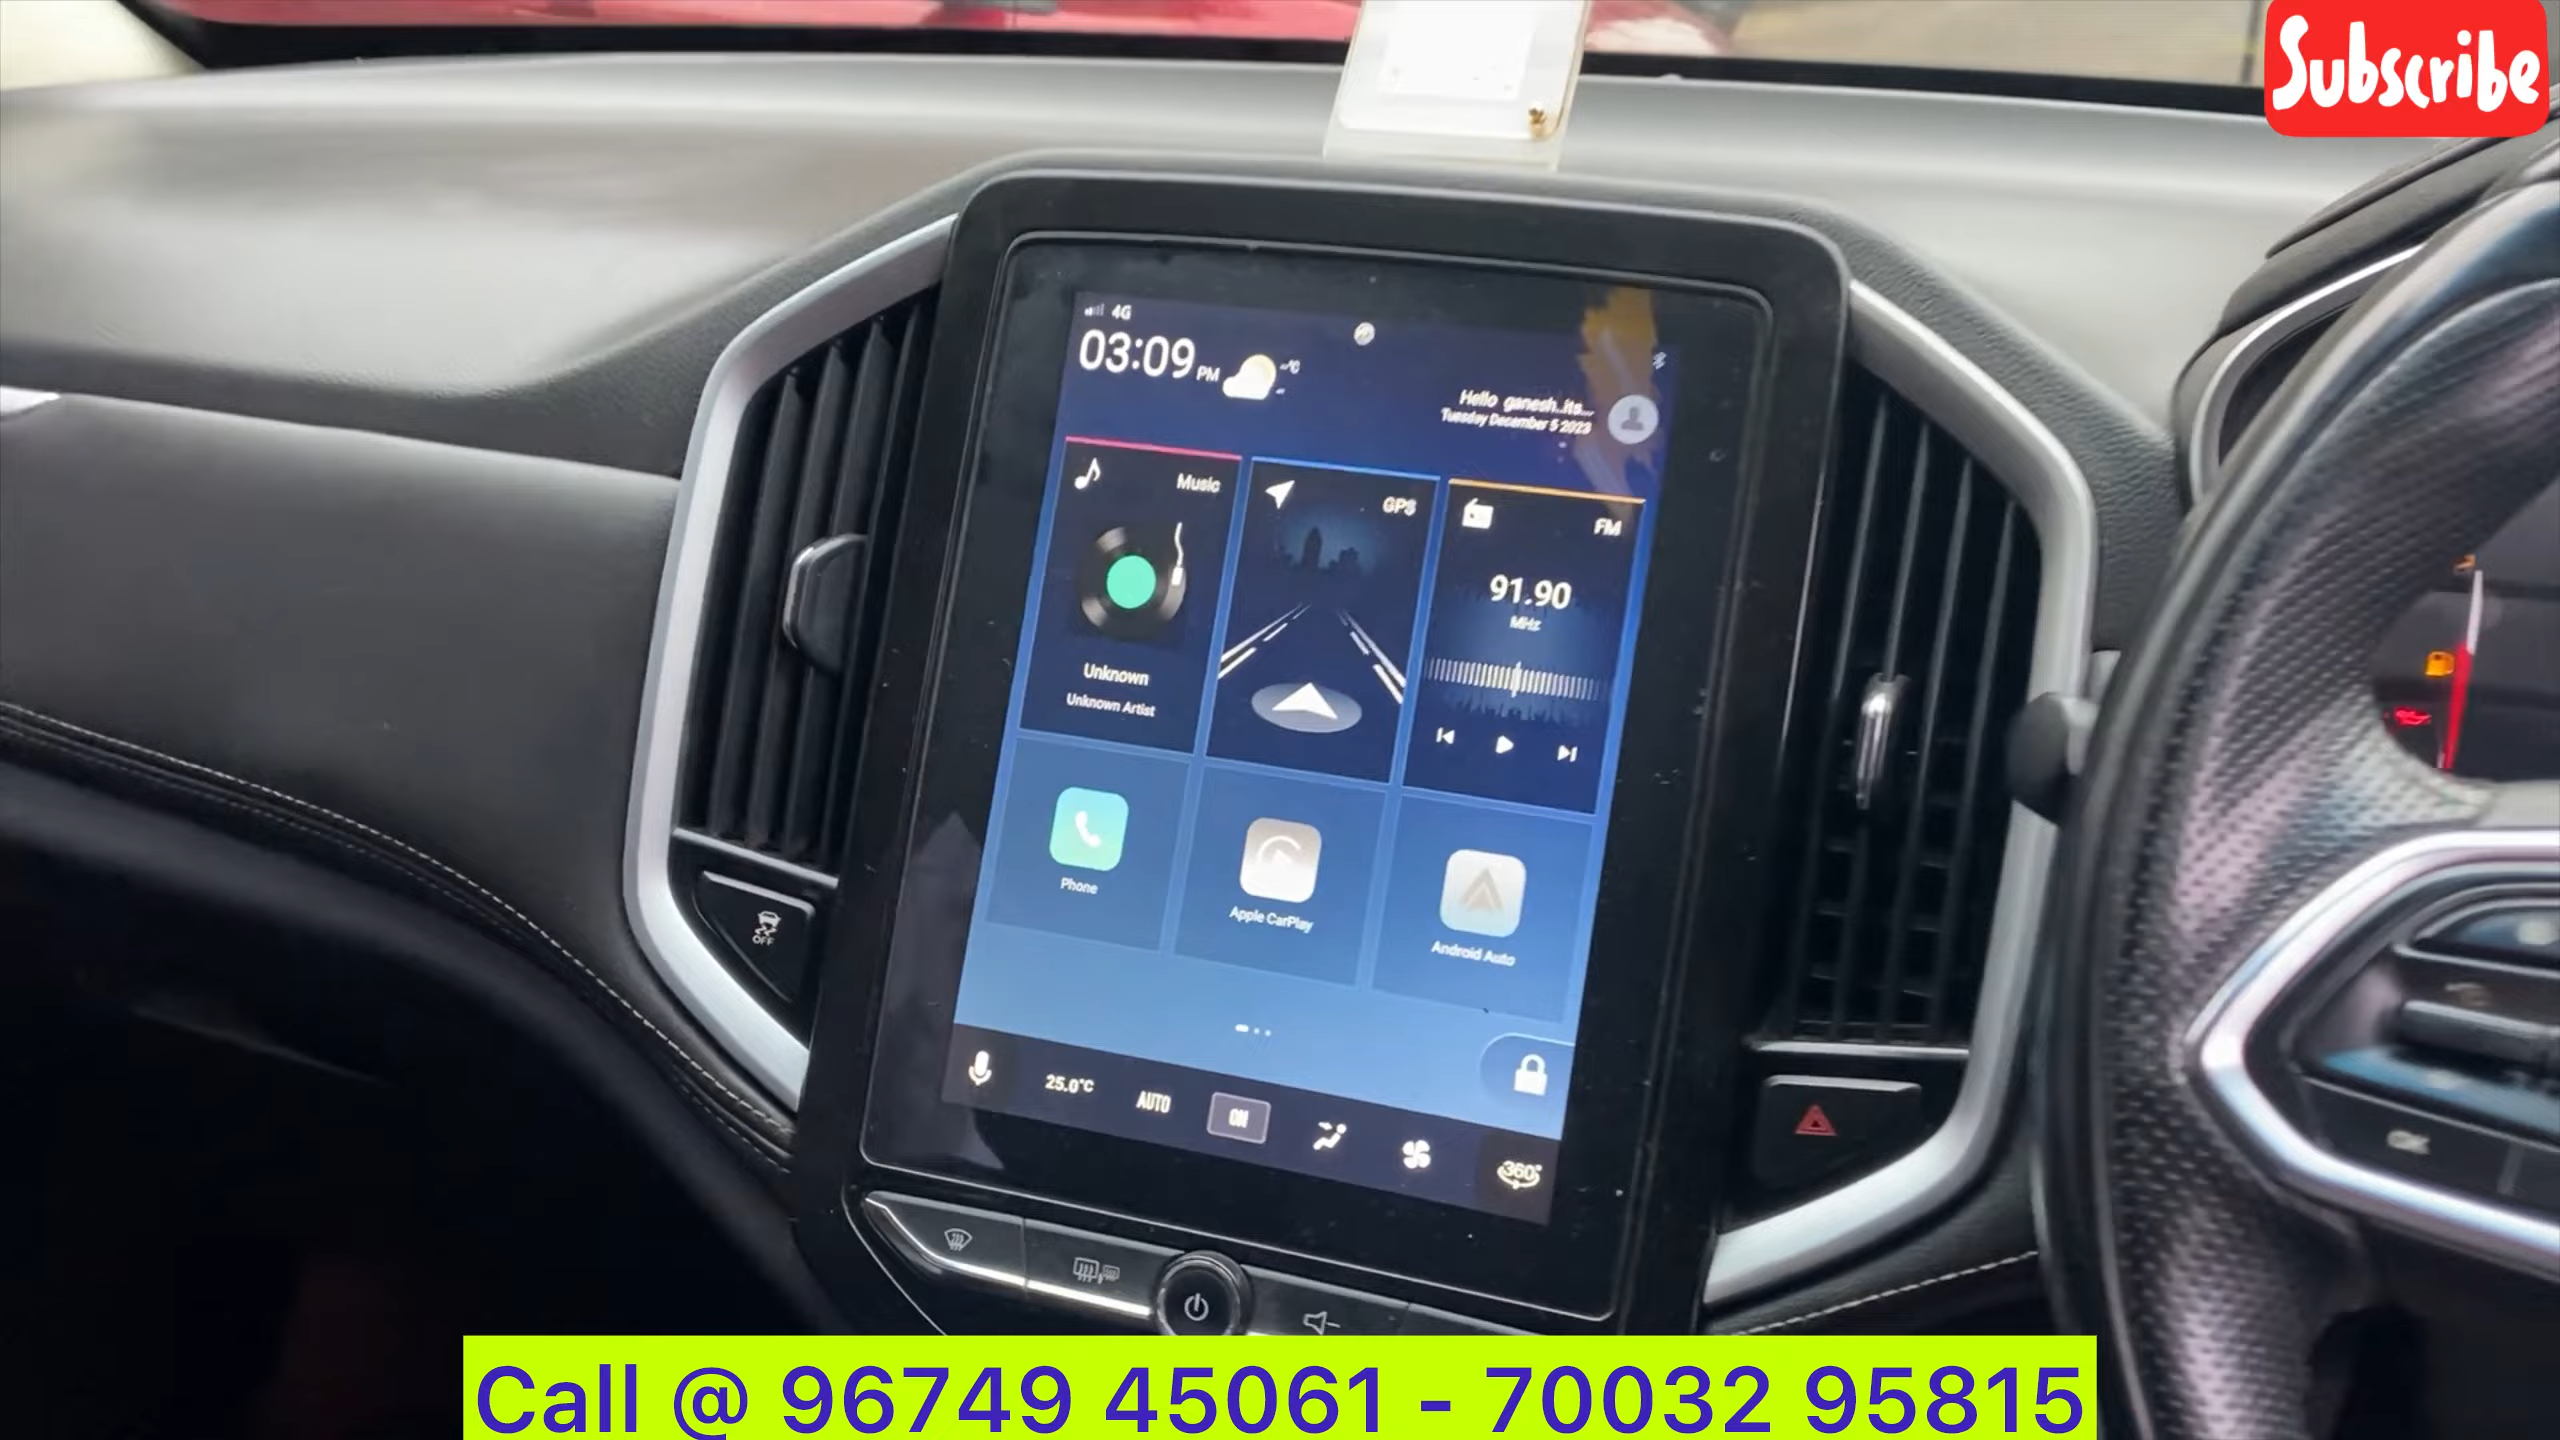 Subscribe
4G
03:09 PM
Hello ganesh..its...
Tuesday December 5 2023
Music
GPS
FM
91.90
MHz
Unknown
Unknown Artist
Phone
Apple CarPlay
Android Auto
OFF
25.0°C
AUTO
ON
360°
OK
Call @ 96749 45061 - 70032 95815